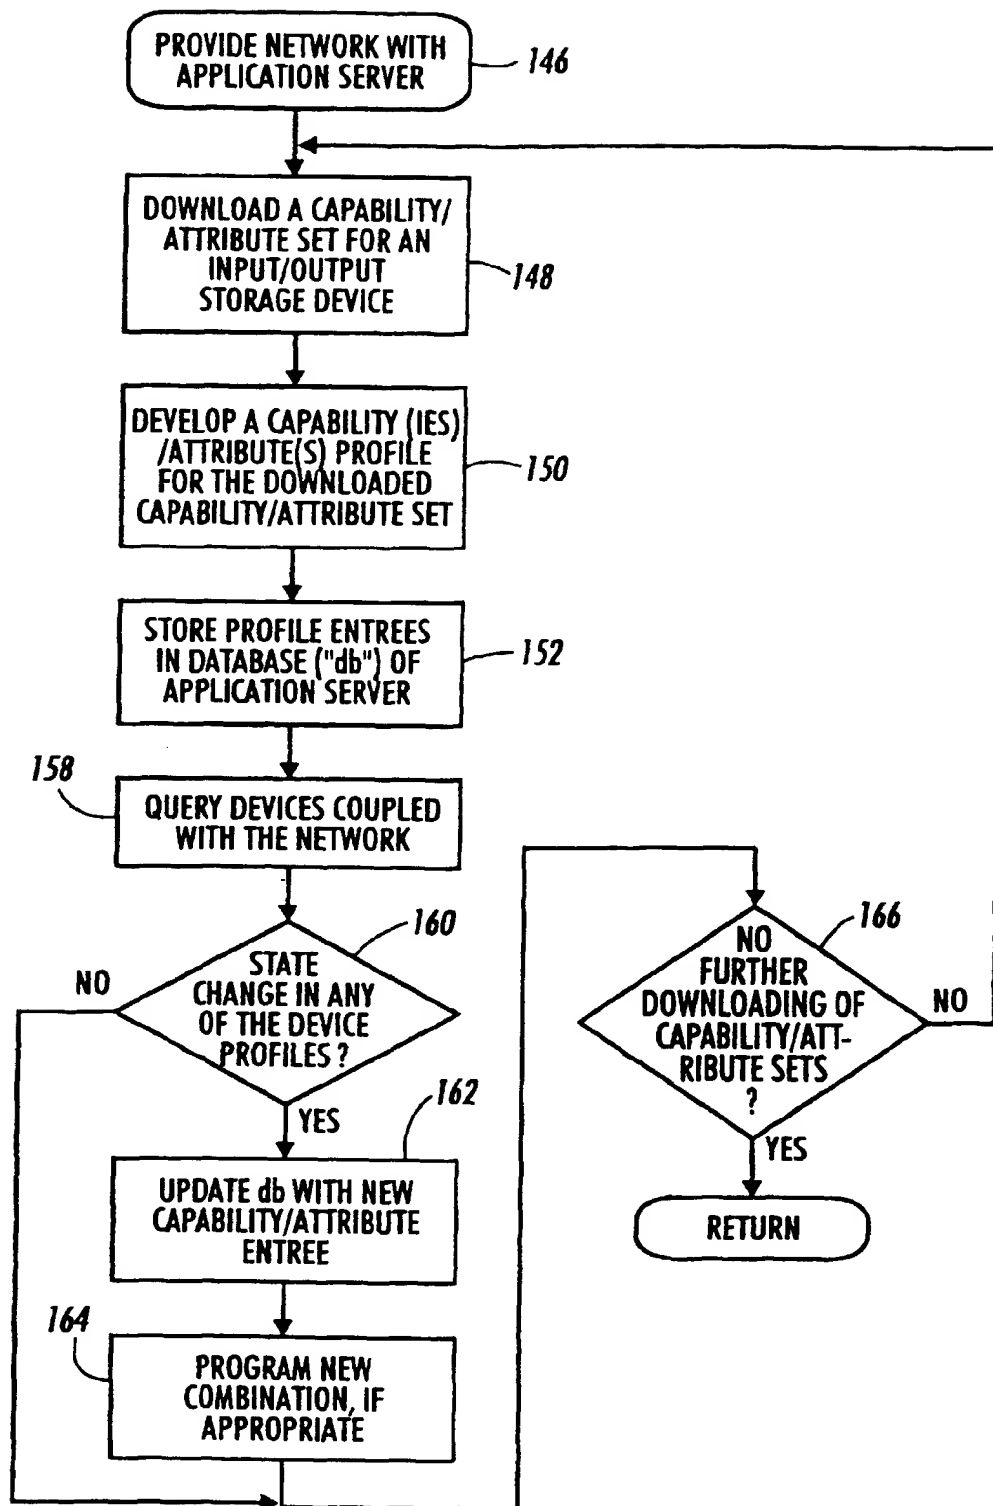 PROVIDE NETWORK WITH
APPLICATION SERVER
146
DOWNLOAD A CAPABILITY/
ATTRIBUTE SET FOR AN
INPUT/OUTPUT
STORAGE DEVICE
148
DEVELOP A CAPABILITY (IES)
/ATTRIBUTE(S) PROFILE
FOR THE DOWNLOADED
CAPABILITY/ATTRIBUTE SET
150
STORE PROFILE ENTREES
IN DATABASE ("db") OF
APPLICATION SERVER
152
158
QUERY DEVICES COUPLED
WITH THE NETWORK
160
STATE
CHANGE IN ANY
OF THE DEVICE
PROFILES ?
NO
YES
162
UPDATE db WITH NEW
CAPABILITY/ATTRIBUTE
ENTREE
164
PROGRAM NEW
COMBINATION, IF
APPROPRIATE
166
NO
FURTHER
DOWNLOADING OF
CAPABILITY/ATT-
RIBUTE SETS
?
NO
YES
RETURN